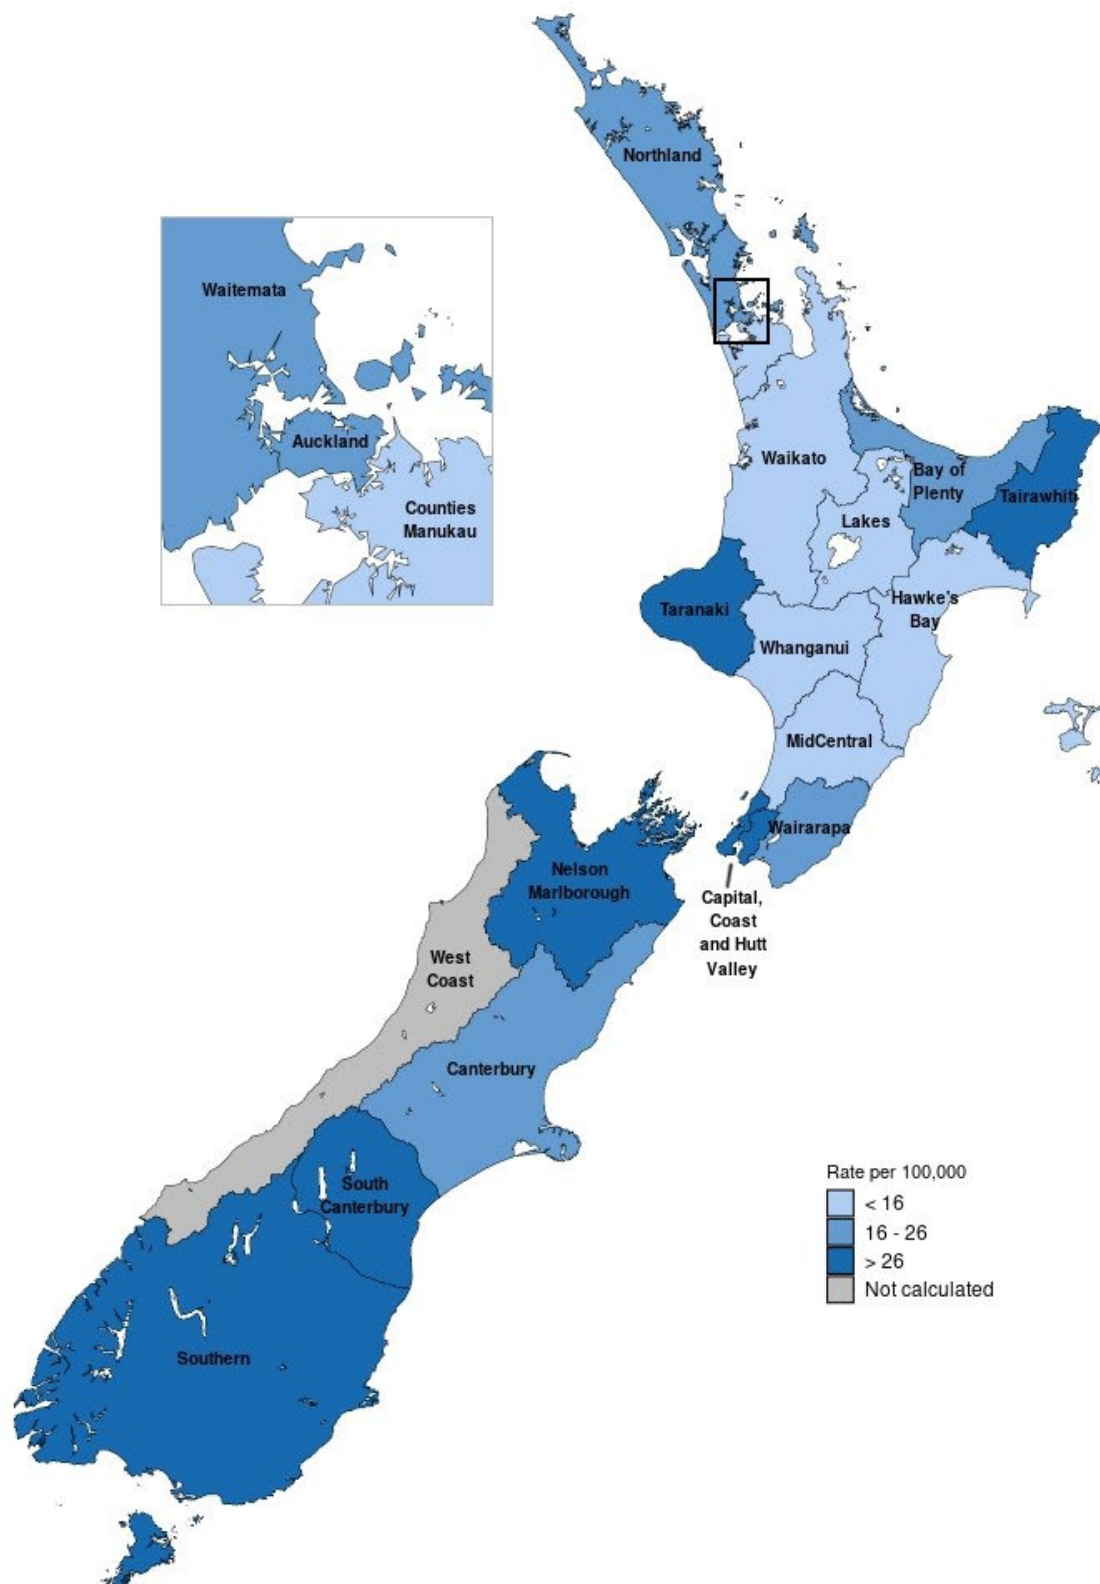 Northland
Waitemata
Auckland
Counties
Manukau
Waikato
Bay of
Plenty
Tairawhiti
Lakes
Taranaki
Hawke's
Bay
Whanganui
MidCentral
Wairarapa
Nelson
Marlborough
Capital,
Coast
and Hutt
Valley
West
Coast
Canterbury
South
Canterbury
Southern
Rate per 100,000
< 16
16 - 26
> 26
Not calculated